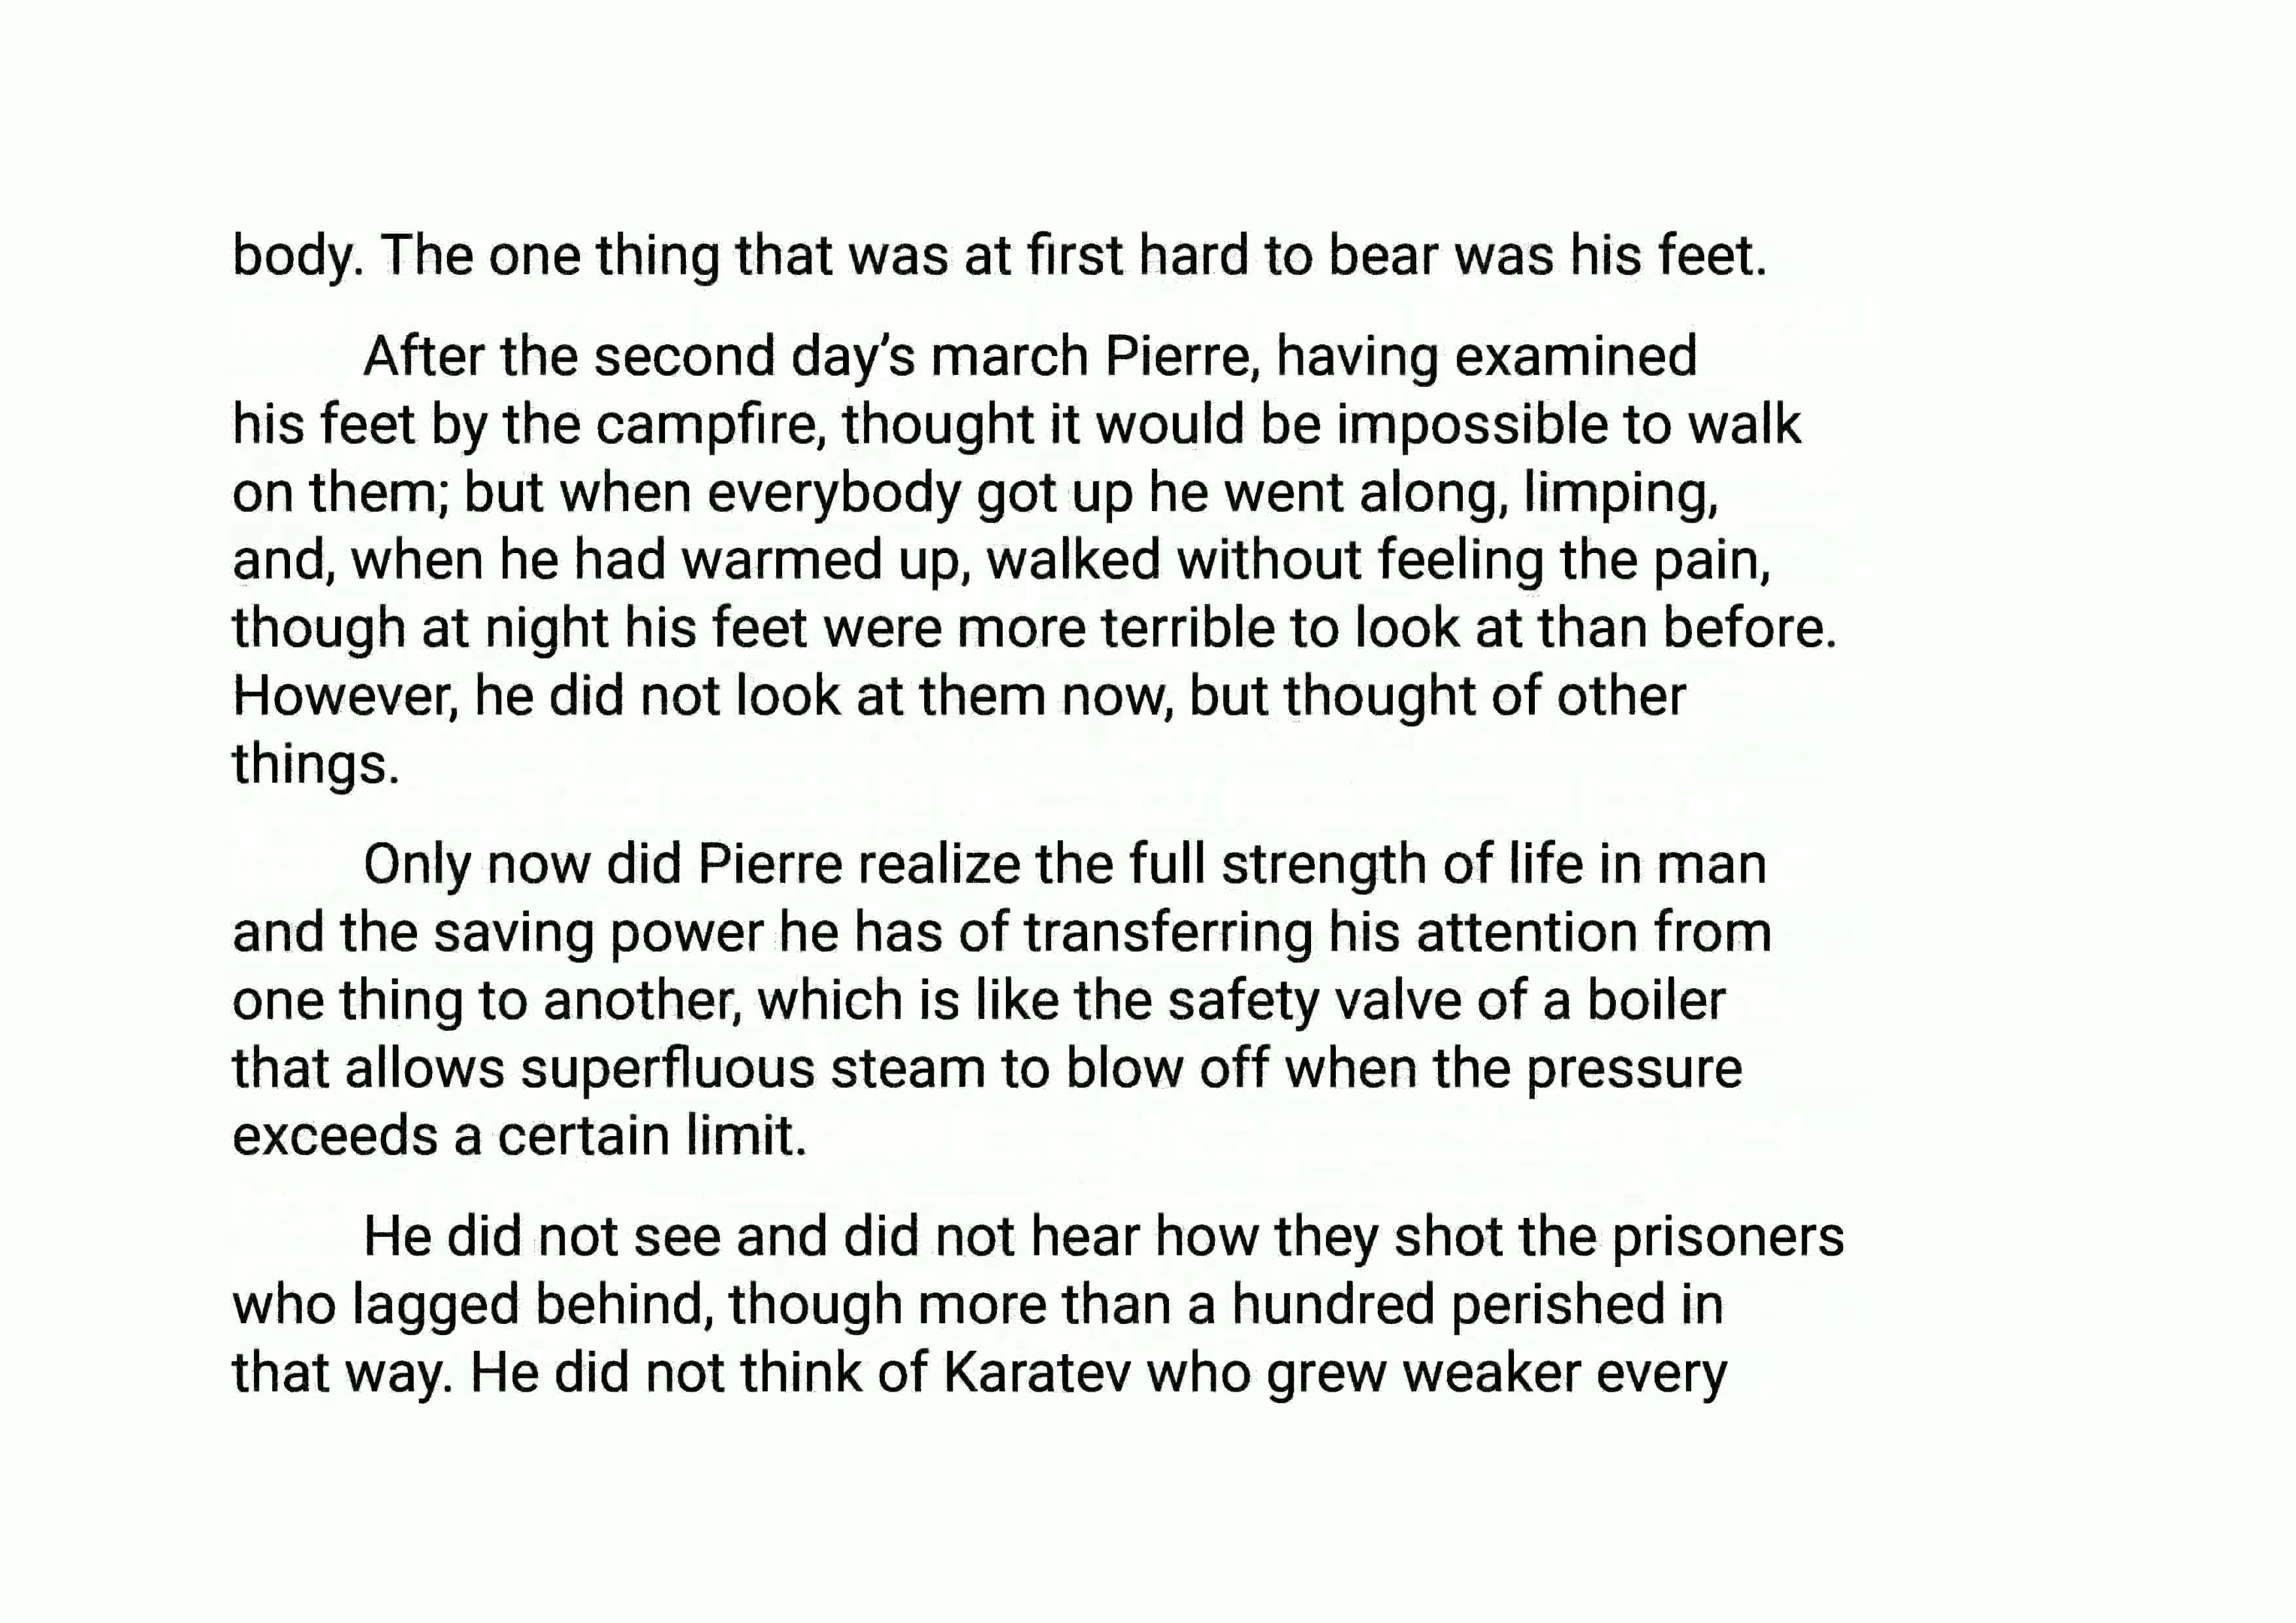 body. The one thing that was at first hard to bear was his feet.
After the second day’s march Pierre, having examined
his feet by the campfire, thought it would be impossible to walk
on them; but when everybody got up he went along, limping,
and, when he had warmed up, walked without feeling the pain,
though at night his feet were more terrible to look at than before.
However, he did not look at them now, but thought of other
things.
Only now did Pierre realize the full strength of life in man
and the saving power he has of transferring his attention from
one thing to another, which is like the safety valve of a boiler
that allows superfluous steam to blow off when the pressure
exceeds a certain limit.
He did not see and did not hear how they shot the prisoners
who lagged behind, though more than a hundred perished in
that way. He did not think of Karatev who grew weaker every